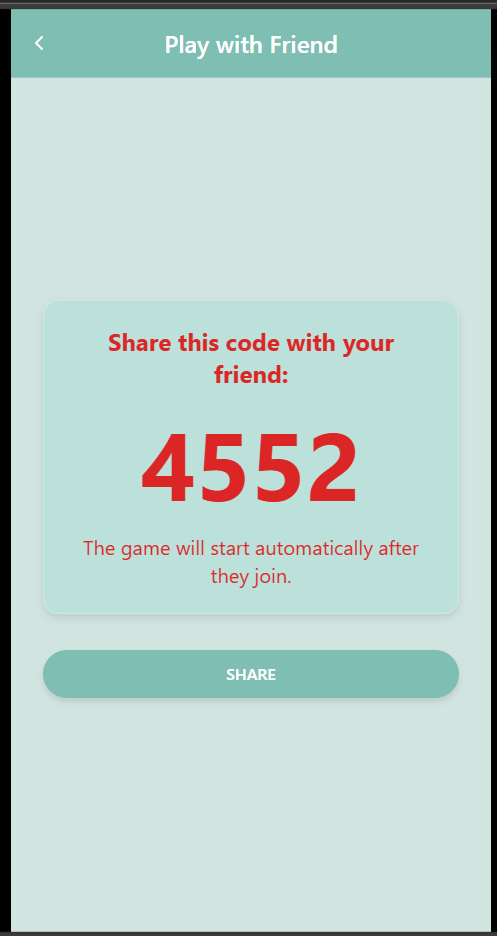 Play with Friend
Share this code with your
friend:
4552
The game will start automatically after
they join.
SHARE